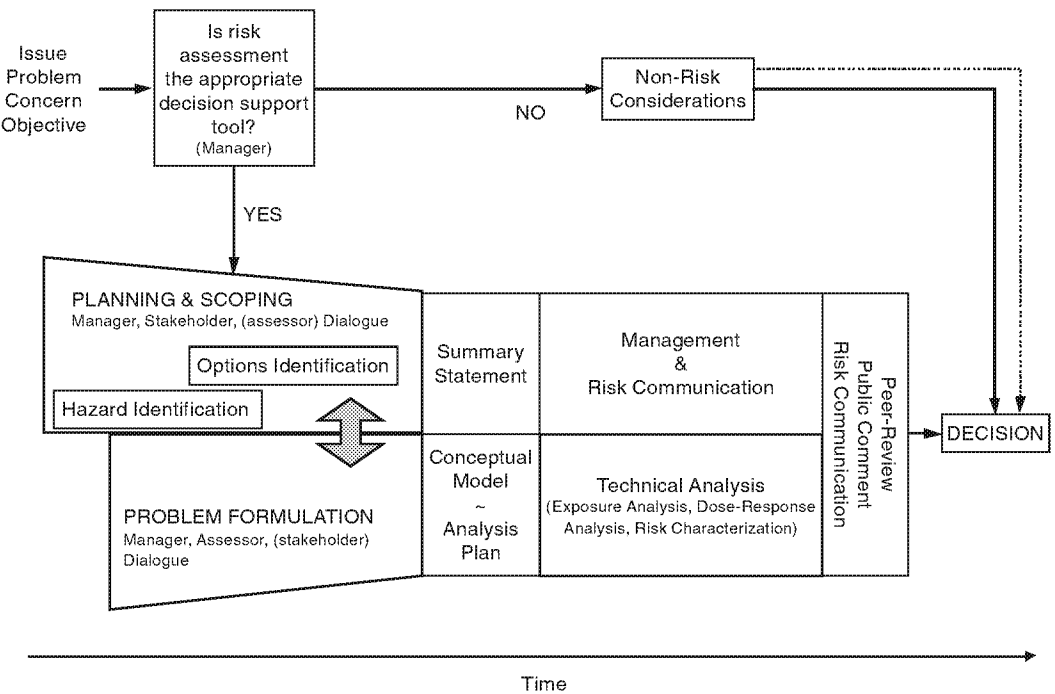 Issue
Problem
Concern
Objective
Is risk
assessment
the appropriate
decision support
tool?
(Manager)
NO
Non-Risk
Considerations
YES
PLANNING & SCOPING
Manager, Stakeholder, (assessor) Dialogue
Options Identification
Hazard Identification
Summary
Statement
Management
&
Risk Communication
Peer-Review
Public Comment
Risk Communication
DECISION
PROBLEM FORMULATION
Manager, Assessor, (stakeholder)
Dialogue
Conceptual
Model
~
Analysis
Plan
Technical Analysis
(Exposure Analysis, Dose-Response
Analysis, Risk Characterization)
Time